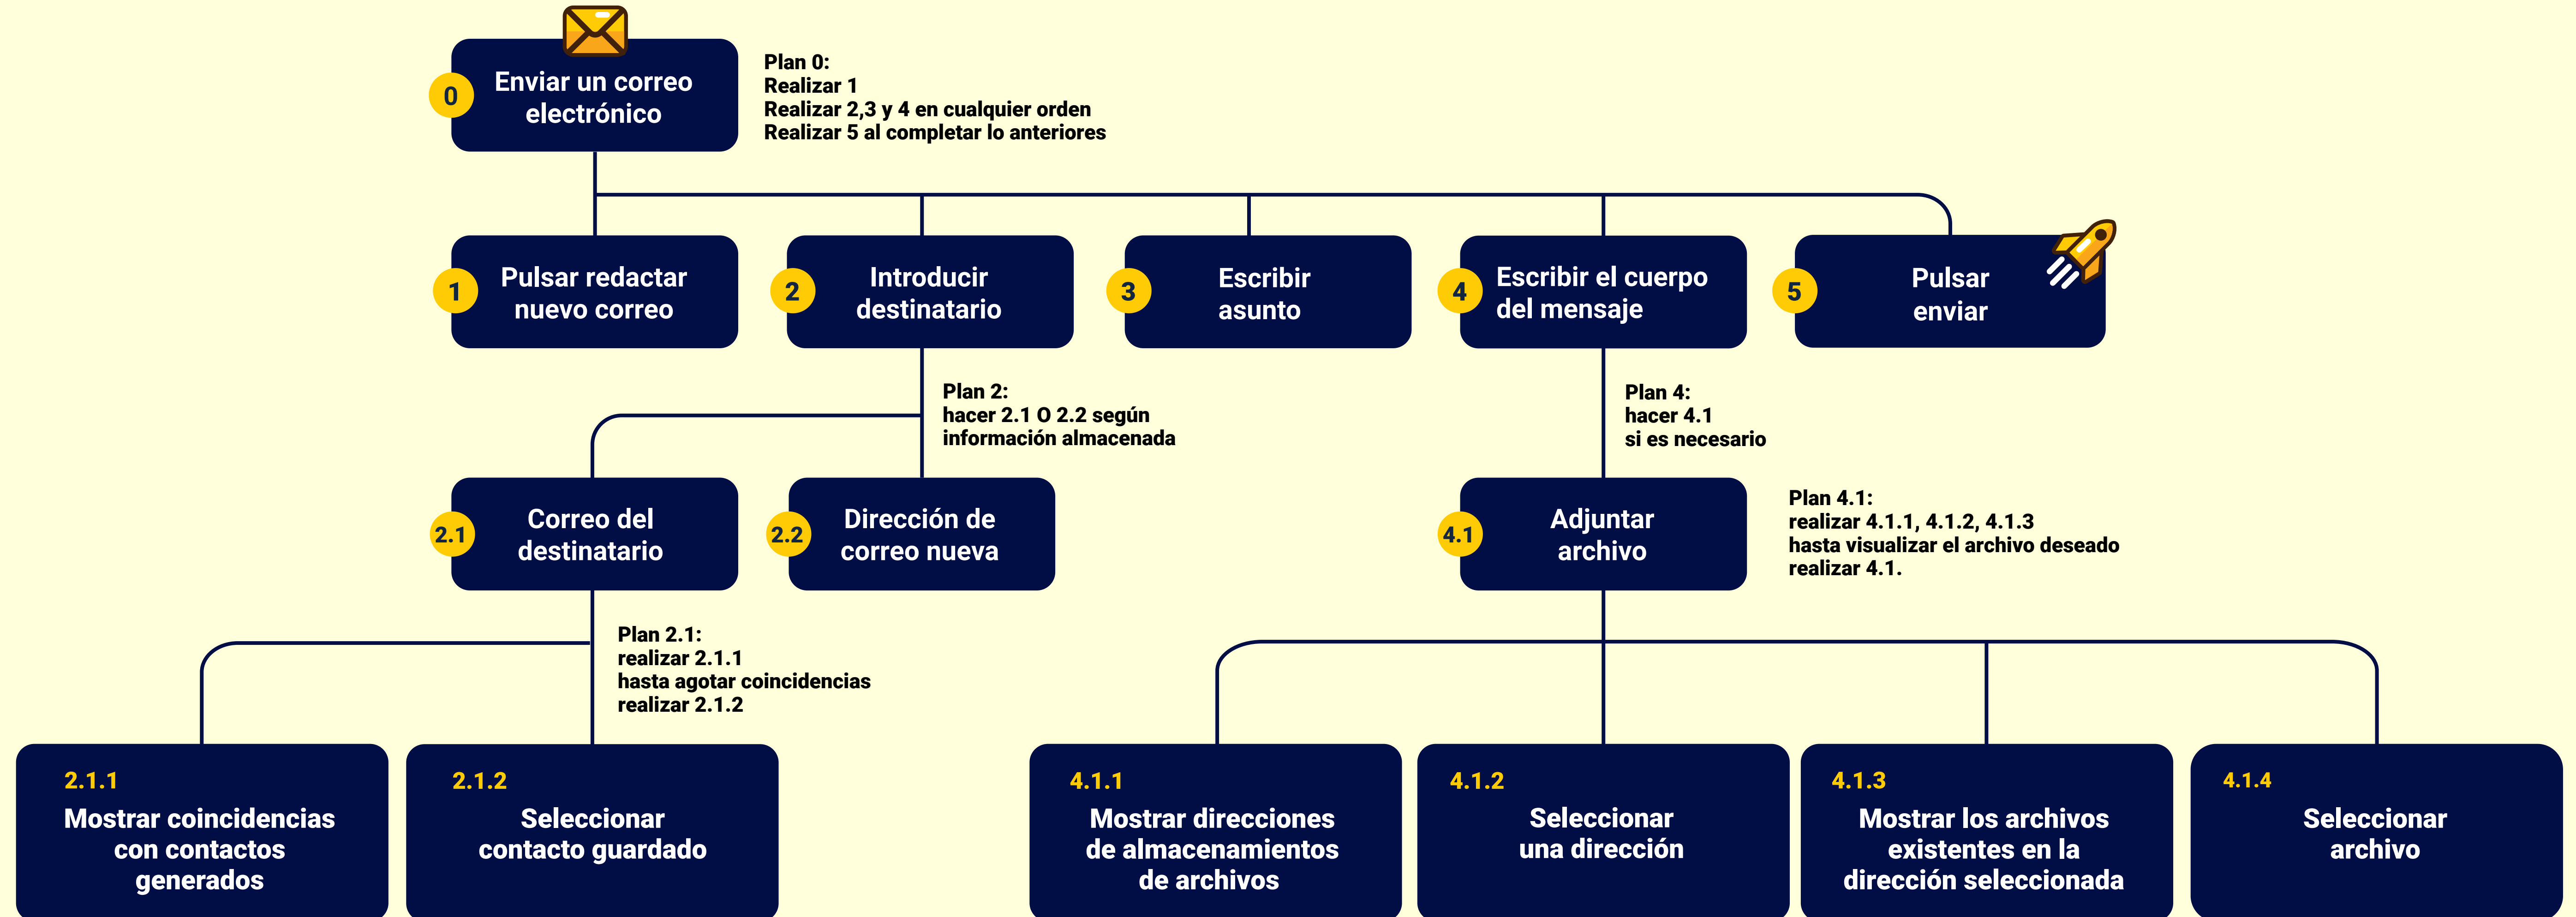 0
Enviar un correo
electrónico
Plan 0:
Realizar 1
Realizar 2,3 y 4 en cualquier orden
Realizar 5 al completar lo anteriores
1
Pulsar redactar
nuevo correo
2
Introducir
destinatario
3
Escribir
asunto
4
Escribir el cuerpo
del mensaje
5
Pulsar
enviar
Plan 2:
hacer 2.1 O 2.2 según
información almacenada
Plan 4:
hacer 4.1
si es necesario
2.1
Correo del
destinatario
2.2
Dirección de
correo nueva
4.1
Adjuntar
archivo
Plan 4.1:
realizar 4.1.1, 4.1.2, 4.1.3
hasta visualizar el archivo deseado
realizar 4.1.
Plan 2.1:
realizar 2.1.1
hasta agotar coincidencias
realizar 2.1.2
2.1.1
Mostrar coincidencias
con contactos
generados
2.1.2
Seleccionar
contacto guardado
4.1.1
Mostrar direcciones
de almacenamientos
de archivos
4.1.2
Seleccionar
una dirección
4.1.3
Mostrar los archivos
existentes en la
dirección seleccionada
4.1.4
Seleccionar
archivo